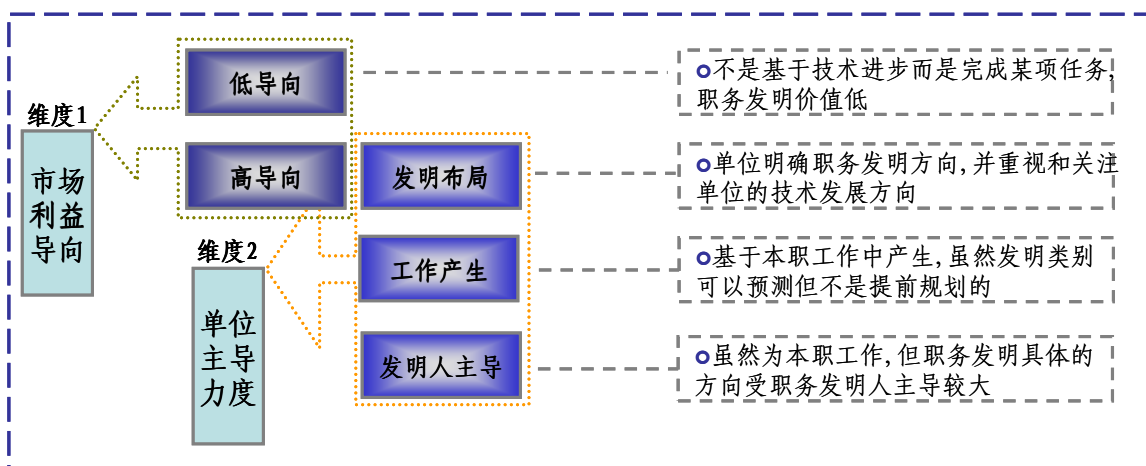 低导向
不是基于技术进步而是完成某项任务,
职务发明价值低
维度1
市场
利益
导向
高导向
发明布局
单位明确职务发明方向,并重视和关注
单位的技术发展方向
维度2
单位
主导
力度
工作产生
基于本职工作中产生,虽然发明类别
可以预测但不是提前规划的
发明人主导
虽然为本职工作,但职务发明具体的
方向受职务发明人主导较大